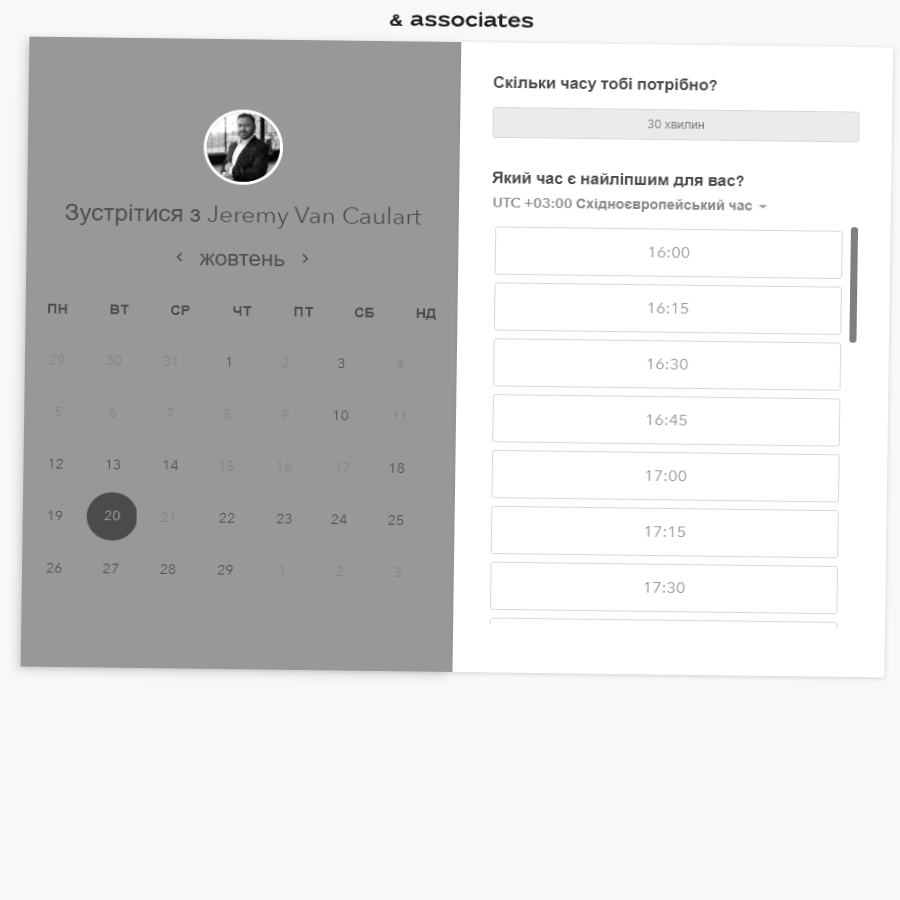 & associates
Зустрітися з Jeremy Van Caulart
жовтень
ПН ВТ СР ЧТ ПТ СБ НД
29 30 31 1 2 3 4
5 6 7 8 9 10 11
12 13 14 15 16 17 18
19 20 21 22 23 24 25
26 27 28 29 1 2 3
Скільки часу тобі потрібно?
30 хвилин
Який час є найліпшим для вас?
UTC +03:00 Східноєвропейський час
16:00
16:15
16:30
16:45
17:00
17:15
17:30